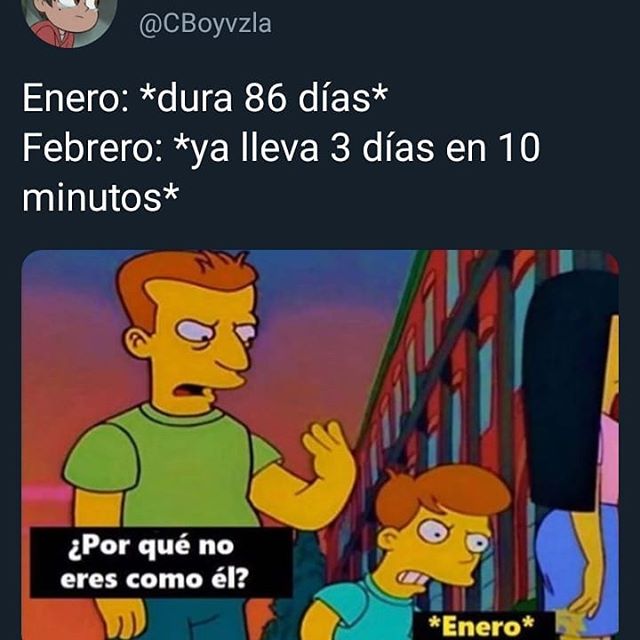 @CBoyvzla
Enero: *dura 86 días*
Febrero: *ya lleva 3 días en 10
minutos*
¿Por qué no
eres como él?
*Enero*